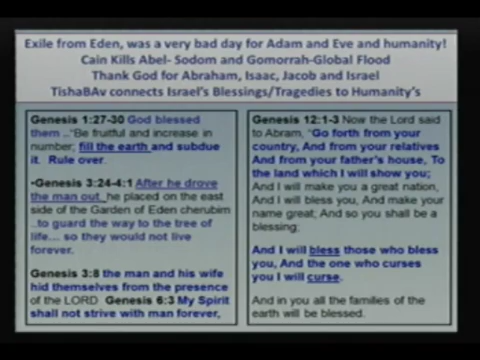 Exile from Eden, was a very bad day for Adam and Eve and humanity!
Cain Kills Abel- Sodom and Gomorrah-Global Flood
Thank God for Abraham, Isaac, Jacob and Israel
TishaBAv connects Israel's Blessings/Tragedies to Humanity's
Genesis 1:27-30 God blessed
them .."Be fruitful and increase in
number; fill the earth and subdue
it. Rule over.
•Genesis 3:24-4:1 After he drove
the man out, he placed on the east
side of the Garden of Eden cherubim
..to guard the way to the tree of
life.... so they would not live
forever.
Genesis 3:8 the man and his wife
hid themselves from the presence
of the LORD Genesis 6:3 My Spirit
shall not strive with man forever,
Genesis 12:1-3 Now the Lord said
to Abram, "Go forth from your
country, And from your relatives
And from your father's house, To
the land which I will show you;
And I will make you a great nation,
And I will bless you, And make your
name great; And so you shall be a
blessing;
And I will bless those who bless
you, And the one who curses
you I will curse.
And in you all the families of the
earth will be blessed.